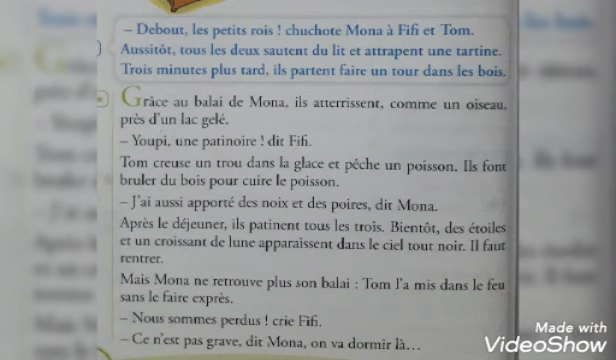 – Debout, les petits rois ! chuchote Mona à Fifi et Tom.
Aussitôt, tous les deux sautent du lit et attrapent une tartine.
Trois minutes plus tard, ils partent faire un tour dans les bois.
Grâce au balai de Mona, ils atterrissent, comme un oiseau,
près d'un lac gelé.
– Youpi, une patinoire ! dit Fifi.
Tom creuse un trou dans la glace et pêche un poisson. Ils font
bruler du bois pour cuire le poisson.
– J'ai aussi apporté des noix et des poires, dit Mona.
Après le déjeuner, ils patinent tous les trois. Bientôt, des étoiles
et un croissant de lune apparaissent dans le ciel tout noir. Il faut
rentrer.
Mais Mona ne retrouve plus son balai : Tom l'a mis dans le feu
sans le faire exprès.
– Nous sommes perdus ! crie Fifi.
– Ce n'est pas grave, dit Mona, on va dormir là…
Made with
VideoShow